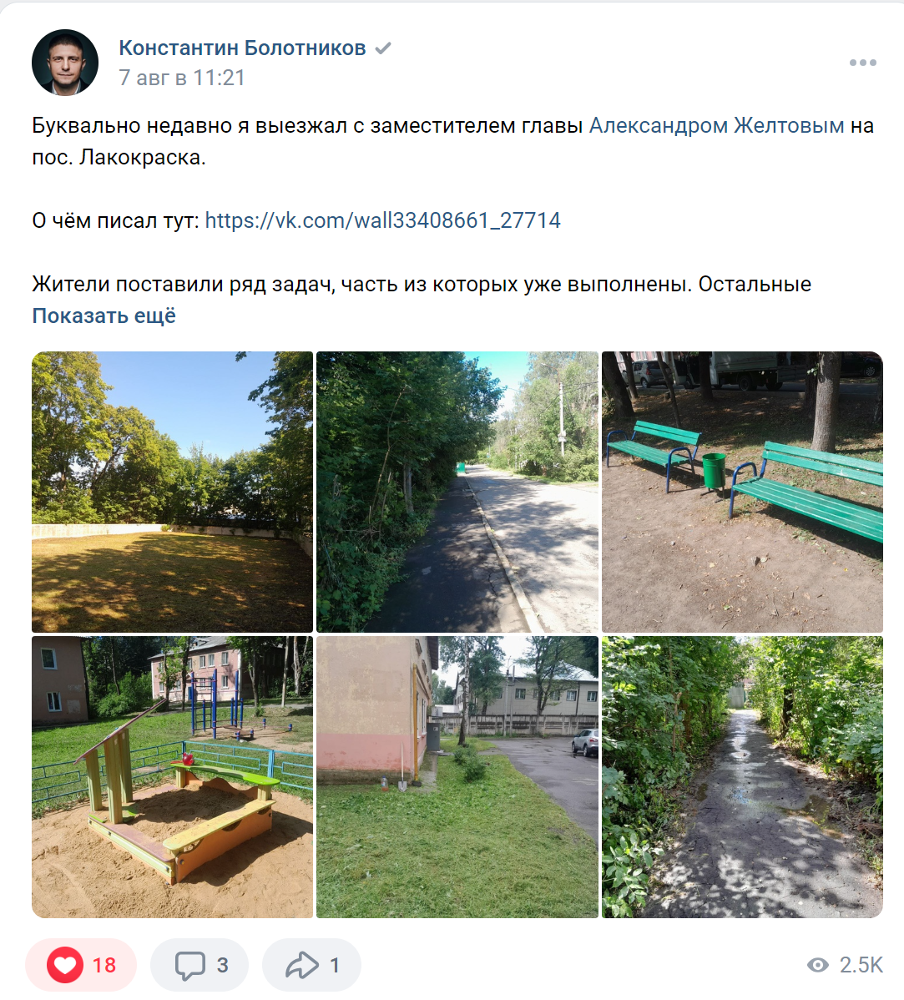 Константин Болотников
7 авг в 11:21
Буквально недавно я выезжал с заместителем главы Александром Желтовым на
пос. Лакокраска.
О чём писал тут: https://vk.com/wall33408661_27714
Жители поставили ряд задач, часть из которых уже выполнены. Остальные
Показать ещё
18
3
1
2.5K